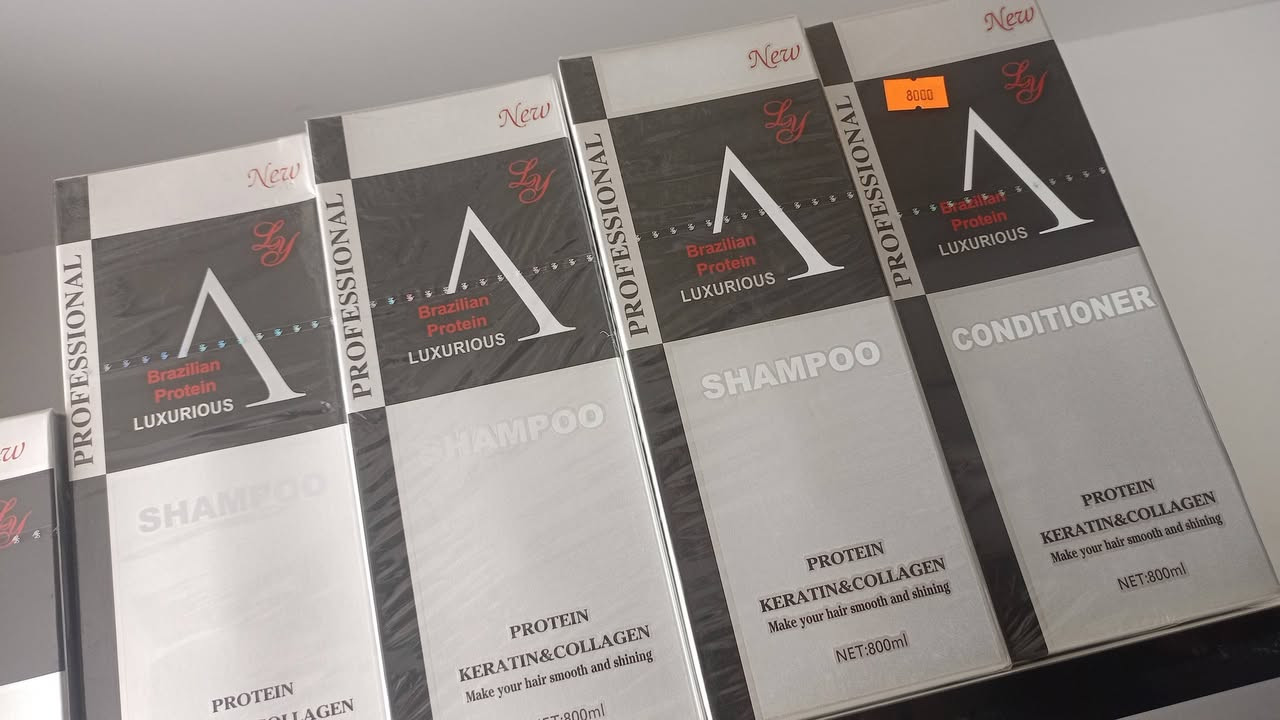 ew
Ly
New
PROFESSIONAL
Ly
Brazilian
Protein
LUXURIOUS
SHAMPOO
PROTEIN
New
PROFESSIONAL
Ly
Brazilian
Protein
LUXURIOUS
SHAMPOO
PROTEIN
KERATIN&COLLAGEN
Make your hair smooth and shining
New
PROFESSIONAL
Ly
Brazilian
Protein
LUXURIOUS
SHAMPOO
PROTEIN
KERATIN&COLLAGEN
Make your hair smooth and shining
NET:800ml
New
8000
PROFESSIONAL
Ly
Brazilian
Protein
LUXURIOUS
CONDITIONER
PROTEIN
KERATIN&COLLAGEN
Make your hair smooth and shining
NET:800ml